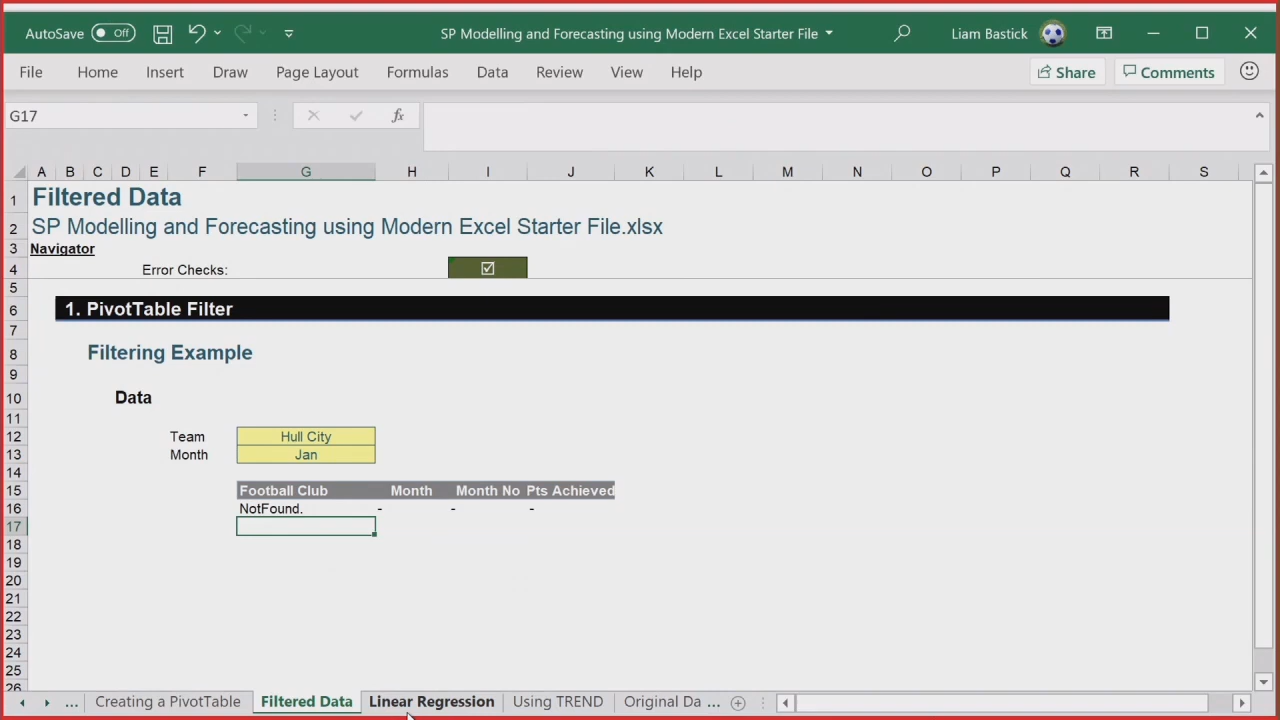 AutoSave Off SP Modelling and Forecasting using Modern Excel Starter File Liam Bastick
File Home Insert Draw Page Layout Formulas Data Review View Help Share Comments
G17 fx
A B C D E F G H I J K L M N O P Q R S
1 Filtered Data
2 SP Modelling and Forecasting using Modern Excel Starter File.xlsx
3 Navigator
4 Error Checks:
5
6 1. PivotTable Filter
7
8 Filtering Example
9
10 Data
11
12 Team Hull City
13 Month Jan
14
15 Football Club Month Month No Pts Achieved
16 NotFound. - - -
17
18
19
20
21
22
23
24
25
26
... Creating a PivotTable Filtered Data Linear Regression Using TREND Original Da ...